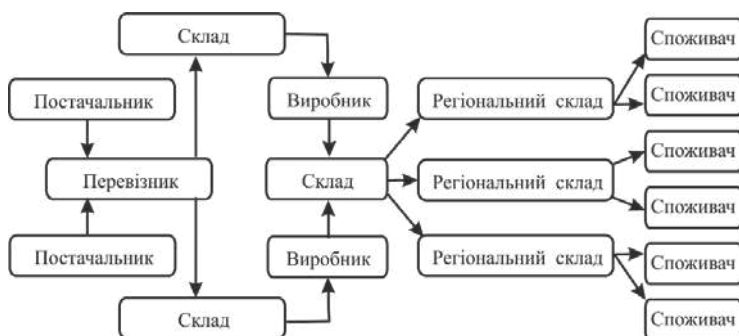 Склад
Постачальник
Перевізник
Постачальник
Склад
Виробник
Склад
Виробник
Регіональний склад
Регіональний склад
Регіональний склад
Споживач
Споживач
Споживач
Споживач
Споживач
Споживач